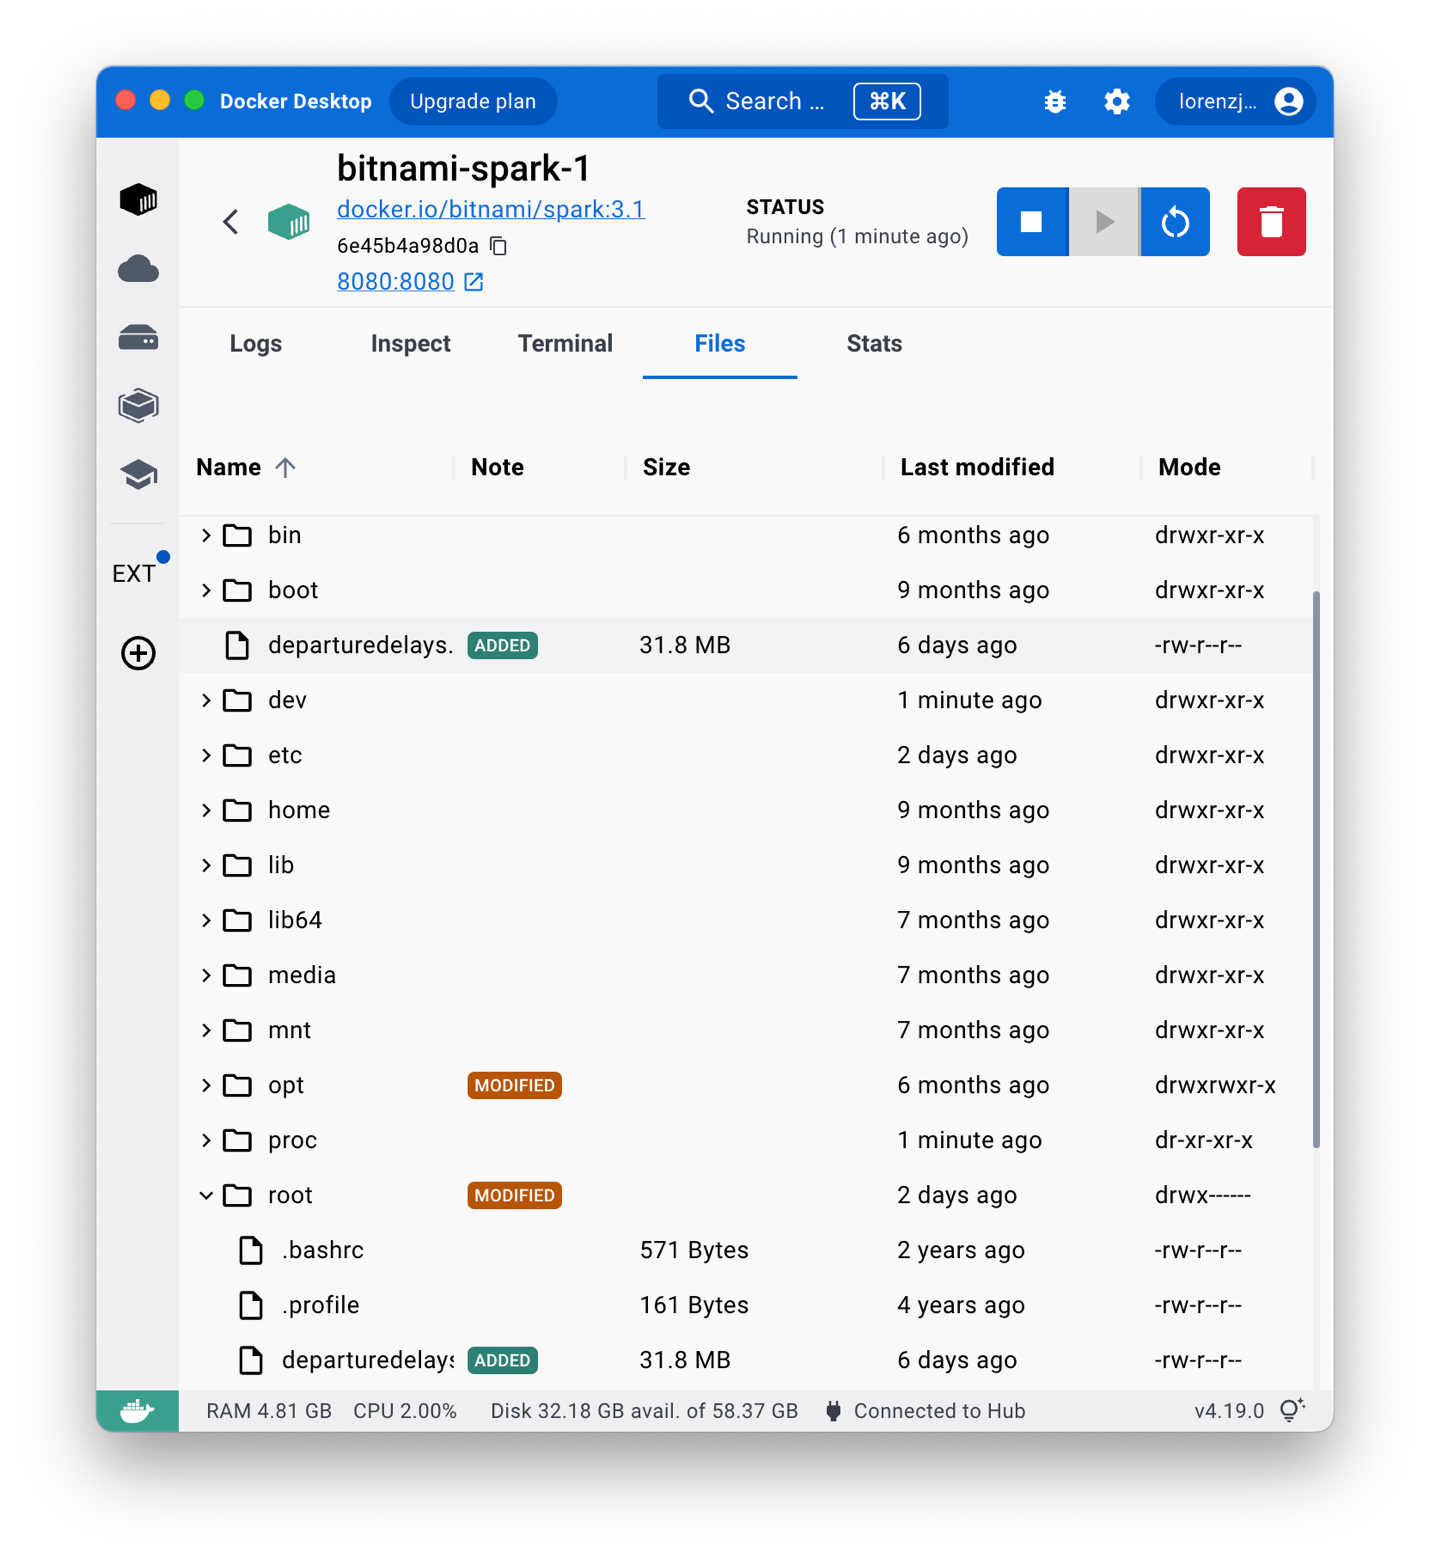 Docker Desktop Upgrade plan Search ... ⌘K lorenzj...
bitnami-spark-1
docker.io/bitnami/spark:3.1
6e45b4a98d0a
8080:8080
STATUS
Running (1 minute ago)
Logs Inspect Terminal Files Stats
Name Note Size Last modified Mode
EXT
bin 6 months ago drwxr-xr-x
boot 9 months ago drwxr-xr-x
departuredelays. ADDED 31.8 MB 6 days ago -rw-r--r--
dev 1 minute ago drwxr-xr-x
etc 2 days ago drwxr-xr-x
home 9 months ago drwxr-xr-x
lib 9 months ago drwxr-xr-x
lib64 7 months ago drwxr-xr-x
media 7 months ago drwxr-xr-x
mnt 7 months ago drwxr-xr-x
opt MODIFIED 6 months ago drwxrwxr-x
proc 1 minute ago dr-xr-xr-x
root MODIFIED 2 days ago drwx------
.bashrc 571 Bytes 2 years ago -rw-r--r--
.profile 161 Bytes 4 years ago -rw-r--r--
departuredelays ADDED 31.8 MB 6 days ago -rw-r--r--
RAM 4.81 GB CPU 2.00% Disk 32.18 GB avail. of 58.37 GB Connected to Hub v4.19.0